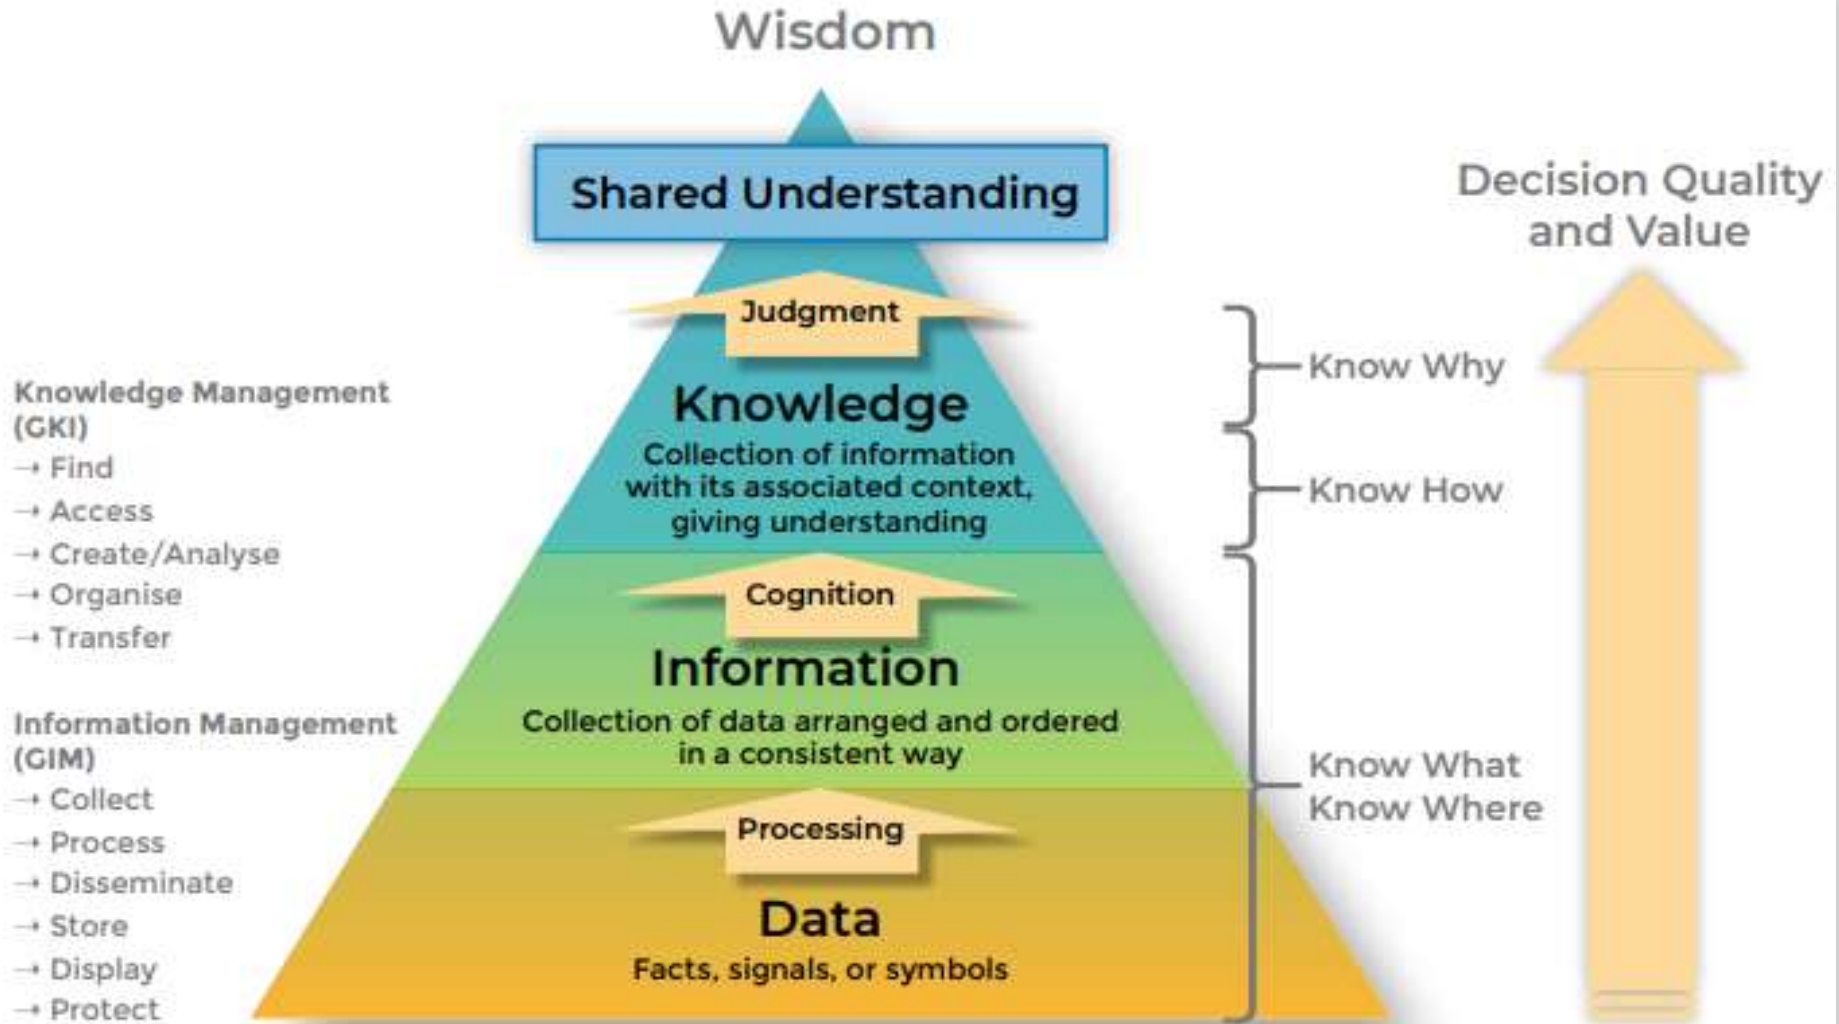 Wisdom
Shared Understanding
Decision Quality
and Value
Judgment
Know Why
Knowledge
Collection of information
with its associated context,
giving understanding
Know How
Knowledge Management
(GKI)
→ Find
→ Access
→ Create/Analyse
→ Organise
→ Transfer
Cognition
Information
Collection of data arranged and ordered
in a consistent way
Know What
Know Where
Information Management
(GIM)
→ Collect
→ Process
→ Disseminate
→ Store
→ Display
→ Protect
Processing
Data
Facts, signals, or symbols